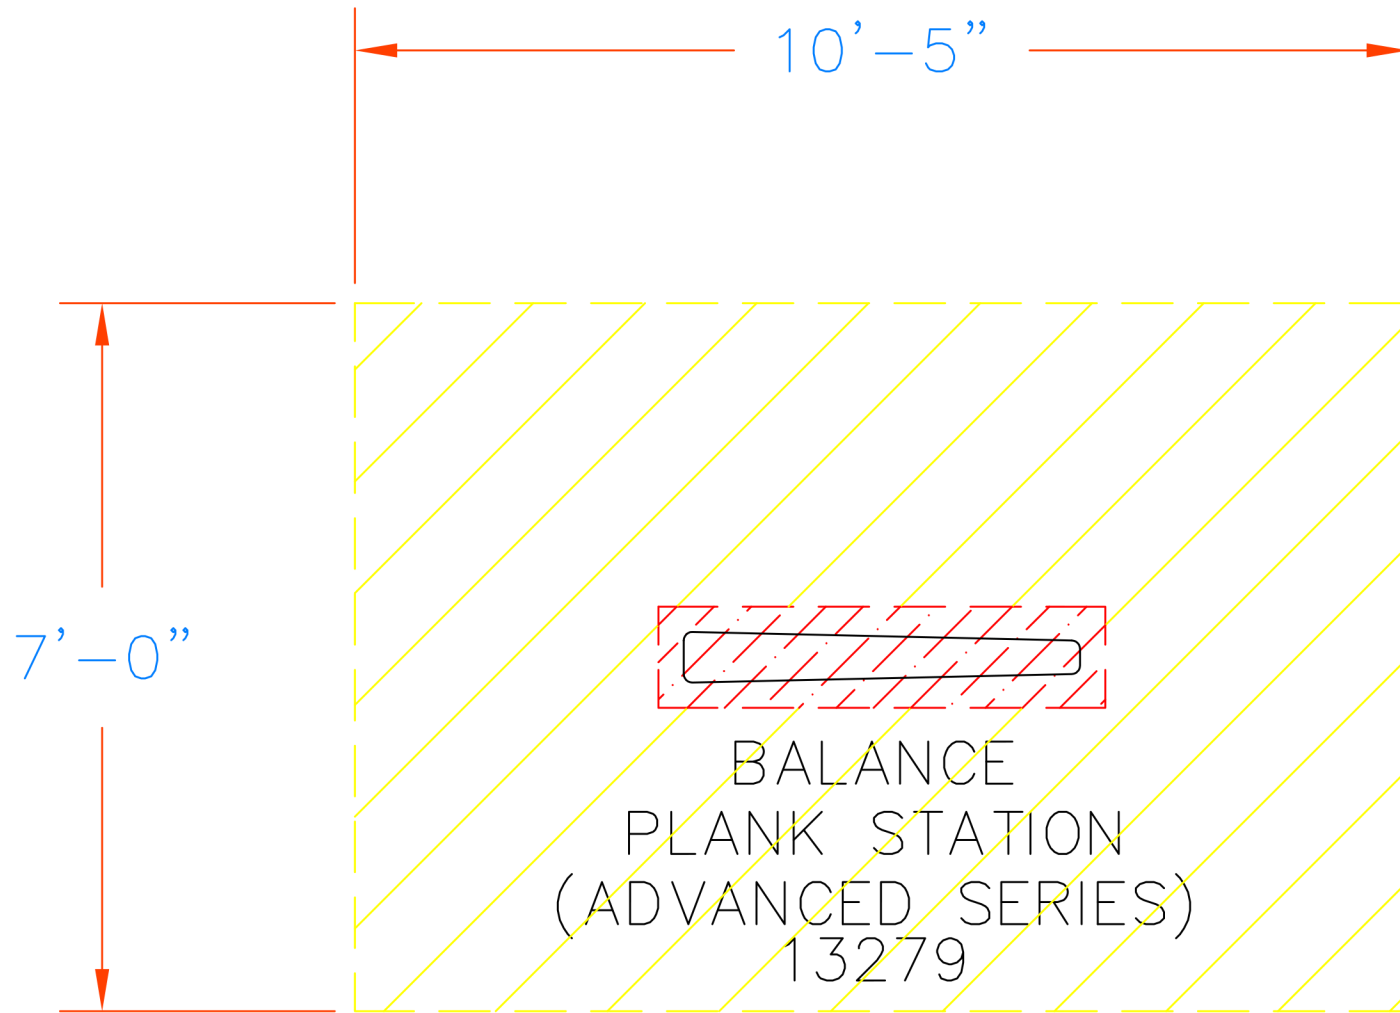 10’-5”
7’-0”
BALANCE
PLANK STATION
(ADVANCED SERIES)
13279